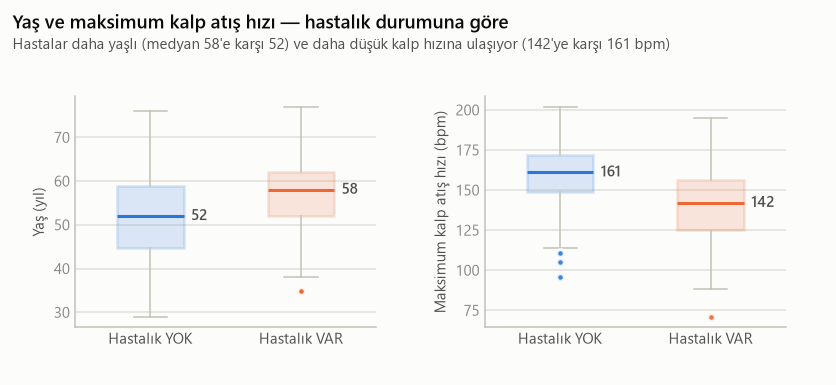 Yaş ve maksimum kalp atış hızı — hastalık durumuna göre
Hastalar daha yaşlı (medyan 58'e karşı 52) ve daha düşük kalp hızına ulaşıyor (142'ye karşı 161 bpm)
Yaş (yıl)
70
60
50
40
30
52
58
Hastalık YOK
Hastalık VAR
Maksimum kalp atış hızı (bpm)
200
175
150
125
100
75
161
142
Hastalık YOK
Hastalık VAR